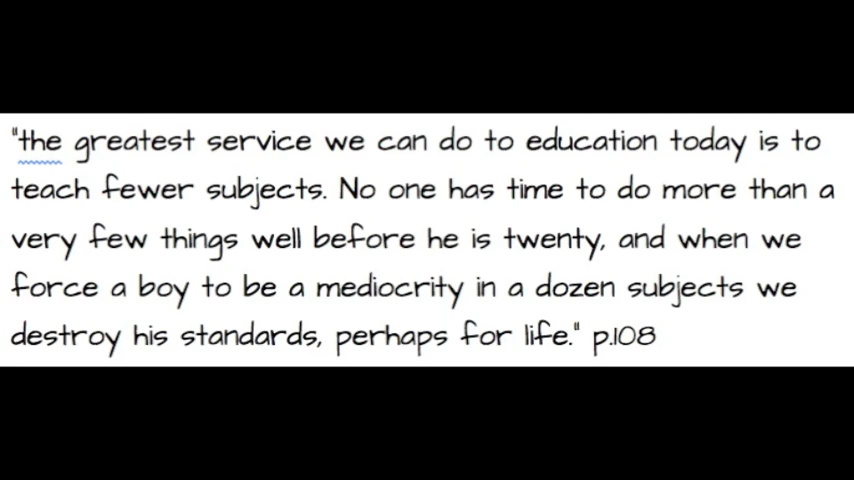 "the greatest service we can do to education today is to
teach fewer subjects. No one has time to do more than a
very few things well before he is twenty, and when we
force a boy to be a mediocrity in a dozen subjects we
destroy his standards, perhaps for life." p.108